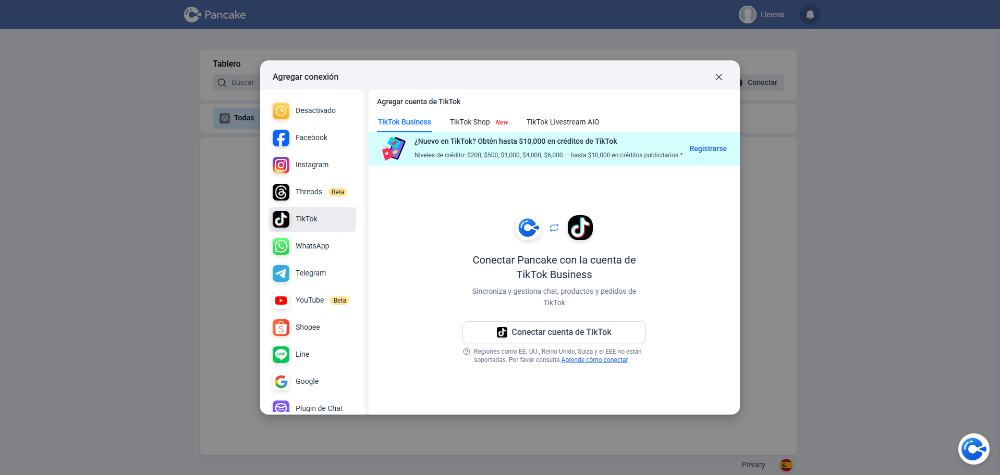 Pancake
Llerena
Tablero
Buscar
Conectar
Todas
Agregar conexión
Desactivado
Facebook
Instagram
Threads Beta
TikTok
WhatsApp
Telegram
YouTube Beta
Shopee
Line
Google
Plugin de Chat
Agregar cuenta de TikTok
TikTok Business TikTok Shop New TikTok Livestream AIO
¿Nuevo en TikTok? Obtén hasta $10,000 en créditos de TikTok
Niveles de crédito: $200, $500, $1,000, $4,000, $6,000 — hasta $10,000 en créditos publicitarios.*
Registrarse
Conectar Pancake con la cuenta de
TikTok Business
Sincroniza y gestiona chat, productos y pedidos de
TikTok
Conectar cuenta de TikTok
Regiones como EE. UU., Reino Unido, Suiza y el EEE no están
soportadas. Por favor consulta Aprende cómo conectar
Privacy